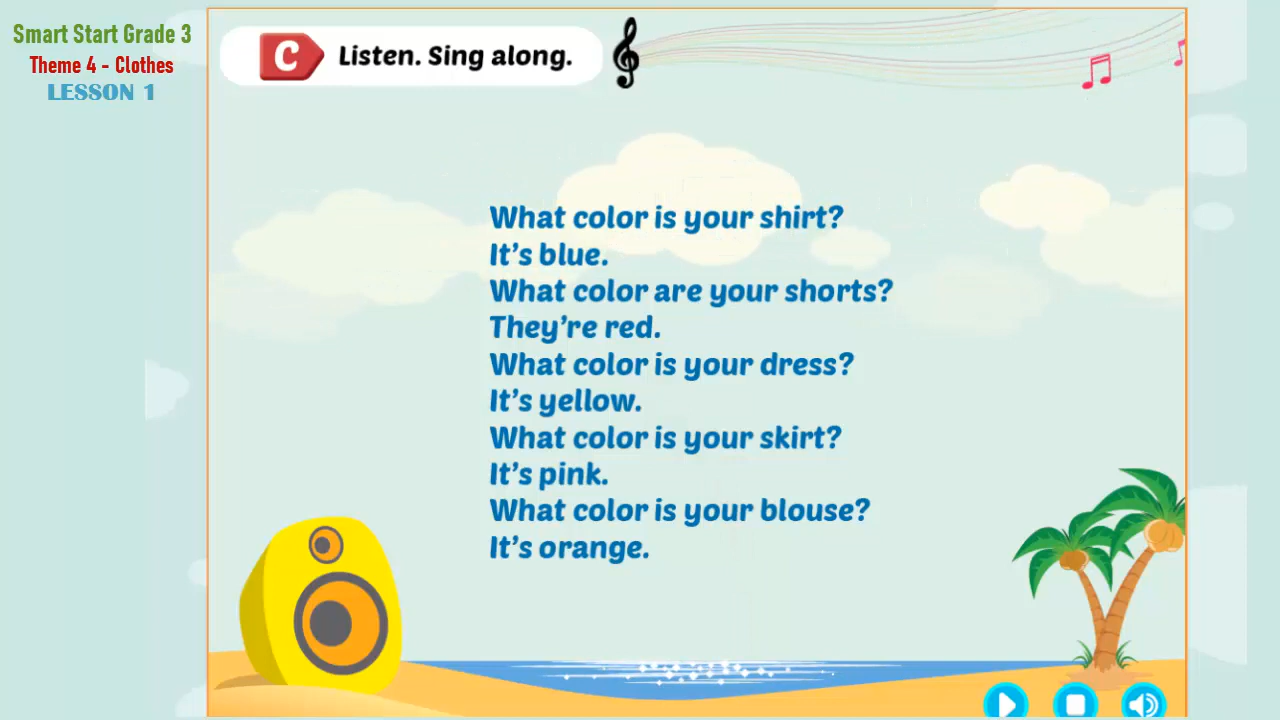 Smart Start Grade 3
Theme 4 - Clothes
LESSON 1
C Listen. Sing along.
What color is your shirt?
It's blue.
What color are your shorts?
They're red.
What color is your dress?
It's yellow.
What color is your skirt?
It's pink.
What color is your blouse?
It's orange.